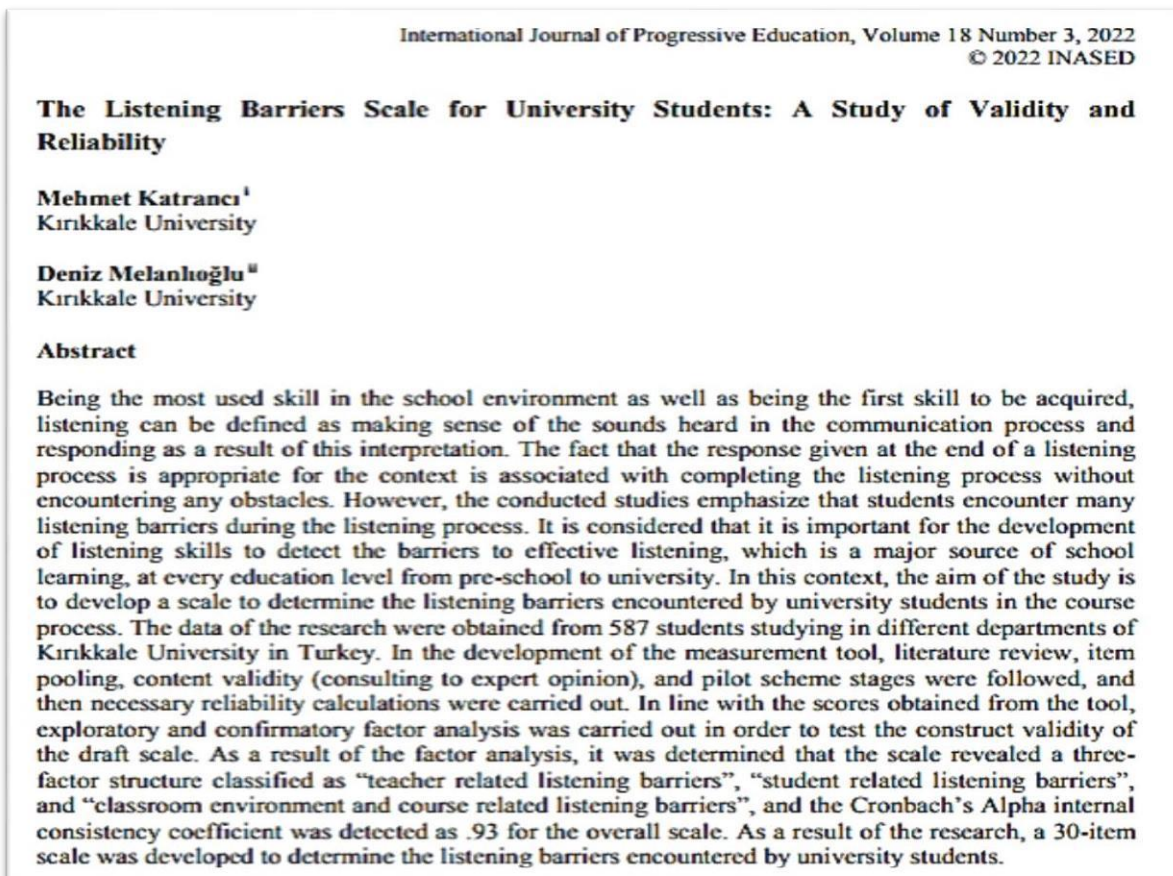 International Journal of Progressive Education, Volume 18 Number 3, 2022
© 2022 INASED
The Listening Barriers Scale for University Students: A Study of Validity and
Reliability
Mehmet Katrancı i
Kırıkkale University
Deniz Melanlıoğlu ii
Kırıkkale University
Abstract
Being the most used skill in the school environment as well as being the first skill to be acquired,
listening can be defined as making sense of the sounds heard in the communication process and
responding as a result of this interpretation. The fact that the response given at the end of a listening
process is appropriate for the context is associated with completing the listening process without
encountering any obstacles. However, the conducted studies emphasize that students encounter many
listening barriers during the listening process. It is considered that it is important for the development
of listening skills to detect the barriers to effective listening, which is a major source of school
learning, at every education level from pre-school to university. In this context, the aim of the study is
to develop a scale to determine the listening barriers encountered by university students in the course
process. The data of the research were obtained from 587 students studying in different departments of
Kırıkkale University in Turkey. In the development of the measurement tool, literature review, item
pooling, content validity (consulting to expert opinion), and pilot scheme stages were followed, and
then necessary reliability calculations were carried out. In line with the scores obtained from the tool,
exploratory and confirmatory factor analysis was carried out in order to test the construct validity of
the draft scale. As a result of the factor analysis, it was determined that the scale revealed a three-
factor structure classified as “teacher related listening barriers”, “student related listening barriers”,
and “classroom environment and course related listening barriers”, and the Cronbach’s Alpha internal
consistency coefficient was detected as .93 for the overall scale. As a result of the research, a 30-item
scale was developed to determine the listening barriers encountered by university students.